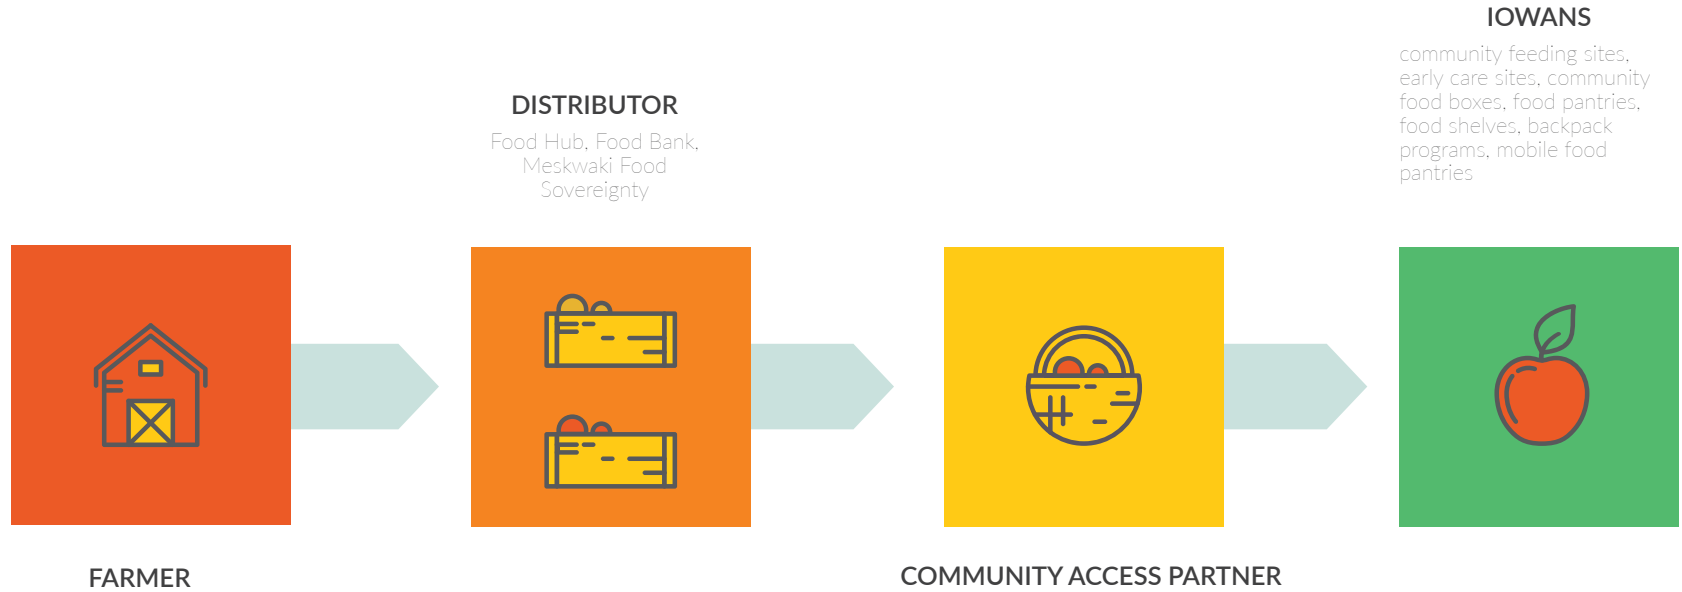 FARMER
DISTRIBUTOR
Food Hub, Food Bank,
Meskwaki Food
Sovereignty
COMMUNITY ACCESS PARTNER
IOWANS
community feeding sites,
early care sites, community
food boxes, food pantries,
food shelves, backpack
programs, mobile food
pantries